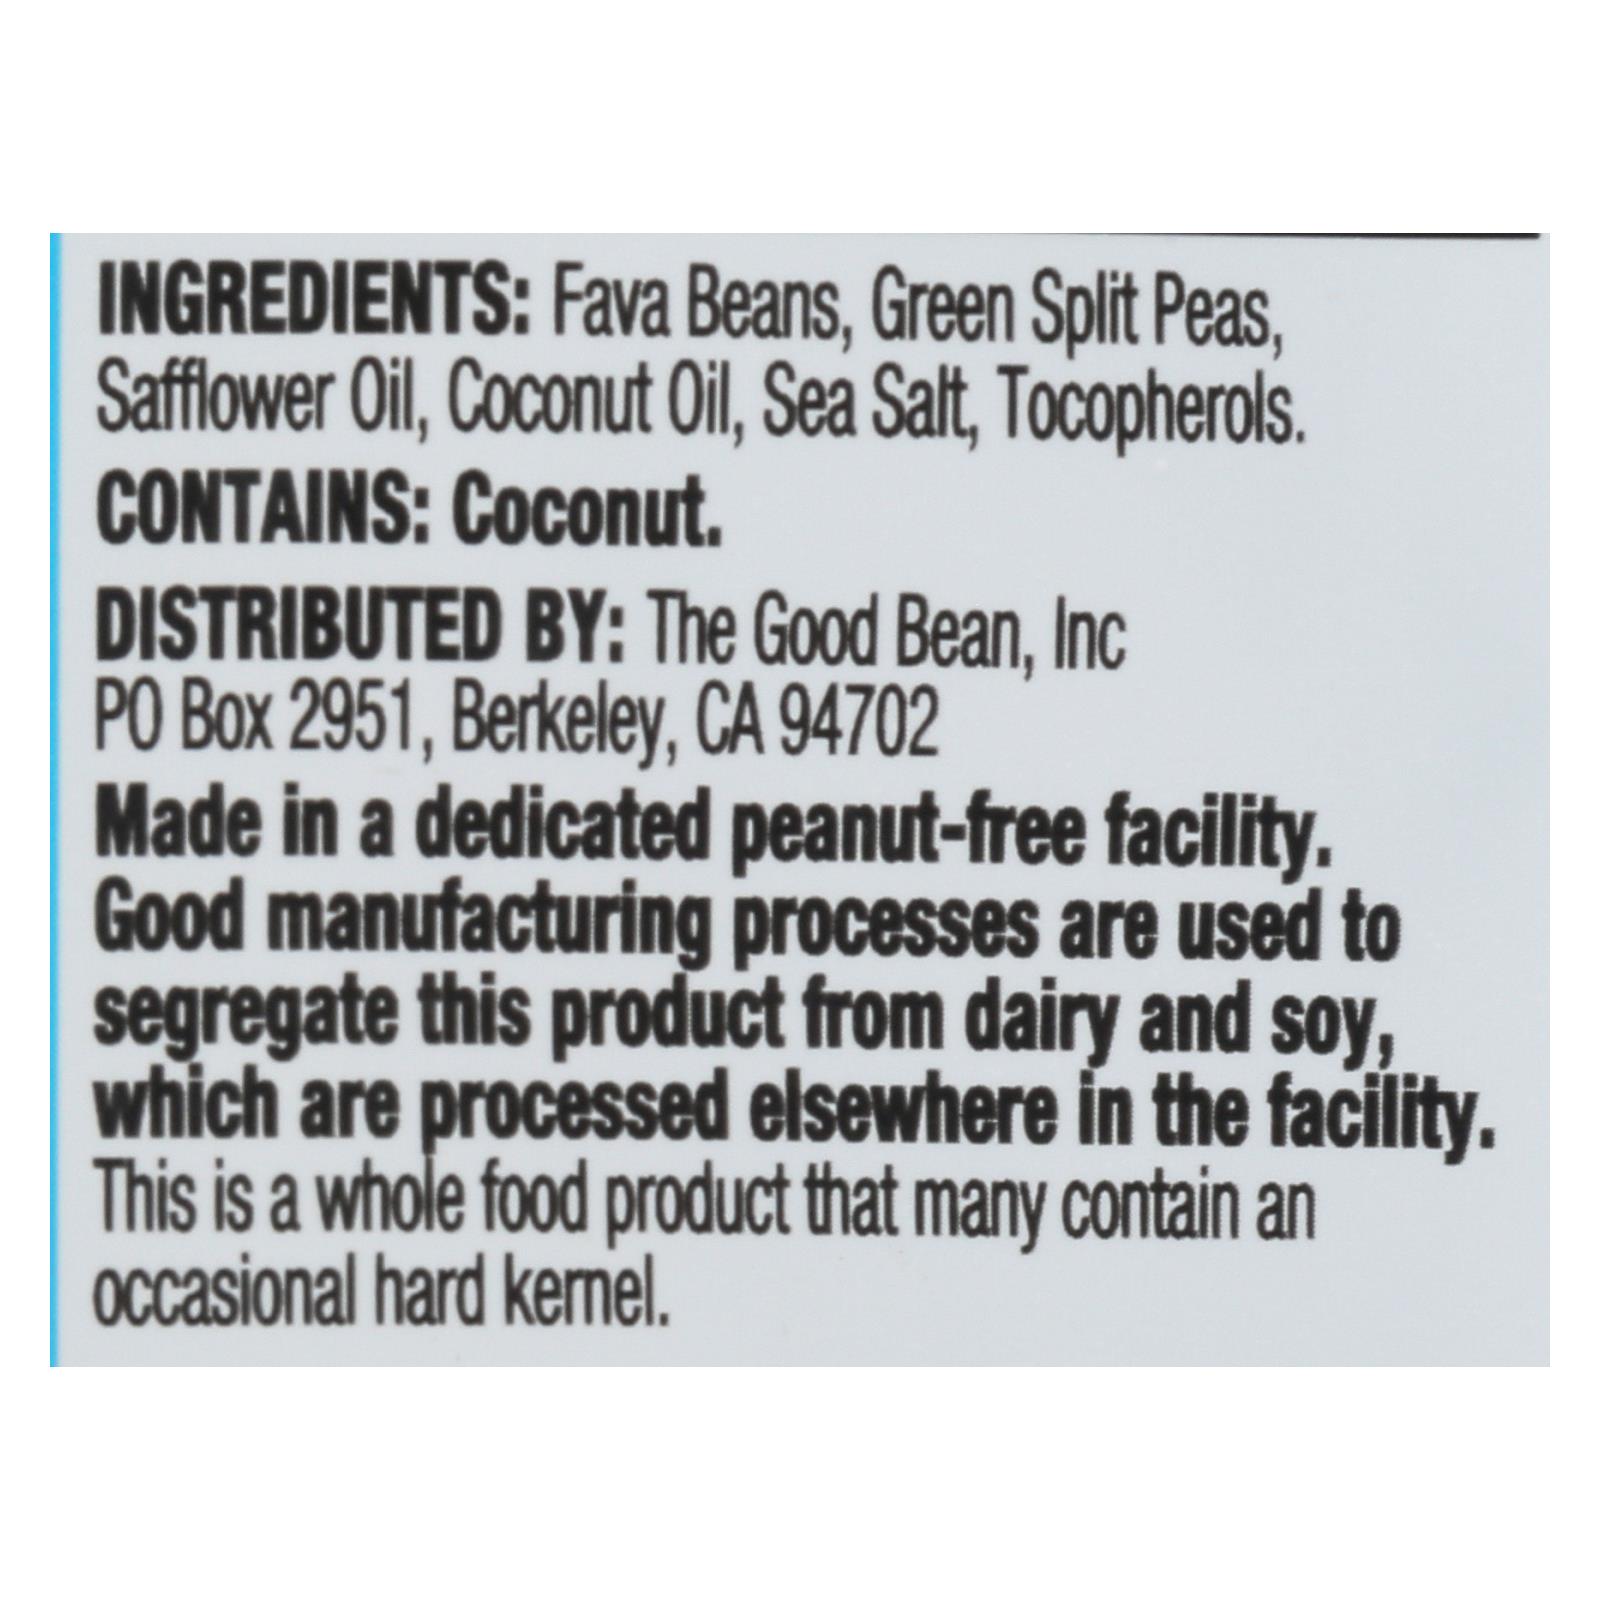 INGREDIENTS: Fava Beans, Green Split Peas,
Safflower Oil, Coconut Oil, Sea Salt, Tocopherols.
CONTAINS: Coconut.
DISTRIBUTED BY: The Good Bean, Inc
PO Box 2951, Berkeley, CA 94702
Made in a dedicated peanut-free facility.
Good manufacturing processes are used to
segregate this product from dairy and soy,
which are processed elsewhere in the facility.
This is a whole food product that many contain an
occasional hard kernel.